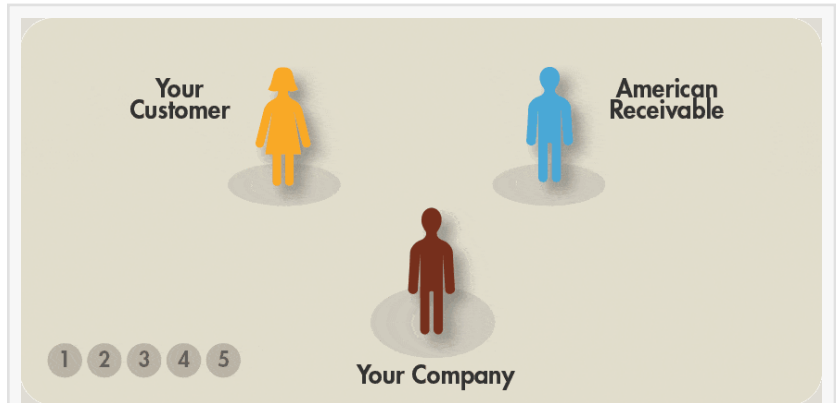 Your
Customer
American
Receivable
1 2 3 4 5
Your Company